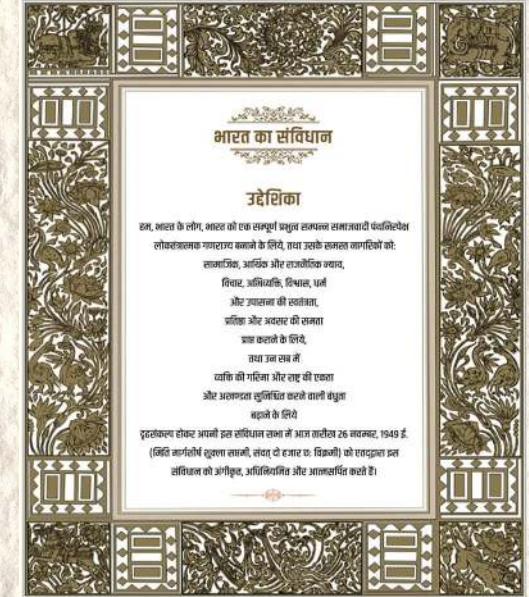 भारत का संविधान
उद्देशिका
हम, भारत के लोग, भारत को एक सम्पूर्ण प्रभुत्व सम्पन्न समाजवादी पंथनिरपेक्ष
लोकतंत्रात्मक गणराज्य बनाने के लिये, तथा उसके समस्त नागरिकों को:
सामाजिक, आर्थिक और राजनैतिक न्याय,
विचार, अभिव्यक्ति, विश्वास, धर्म
और उपासना की स्वतंत्रता,
प्रतिष्ठा और अवसर की समता
प्राप्त कराने के लिये,
तथा उन सब में
व्यक्ति की गरिमा और राष्ट्र की एकता
और अखण्डता सुनिश्चित करने वाली बंधुता
बढ़ाने के लिये
दृढ़संकल्प होकर अपनी इस संविधान सभा में आज तारीख 26 नवम्बर, 1949 ई.
(मिति मार्गशीर्ष शुक्ला सप्तमी, संवत् दो हजार छः विक्रमी) को एतद्द्वारा इस
संविधान को अंगीकृत, अधिनियमित और आत्मसर्पित करते हैं।